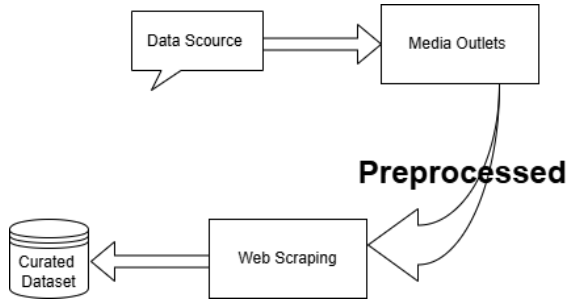 Data Scource
Media Outlets
Preprocessed
Web Scraping
Curated
Dataset